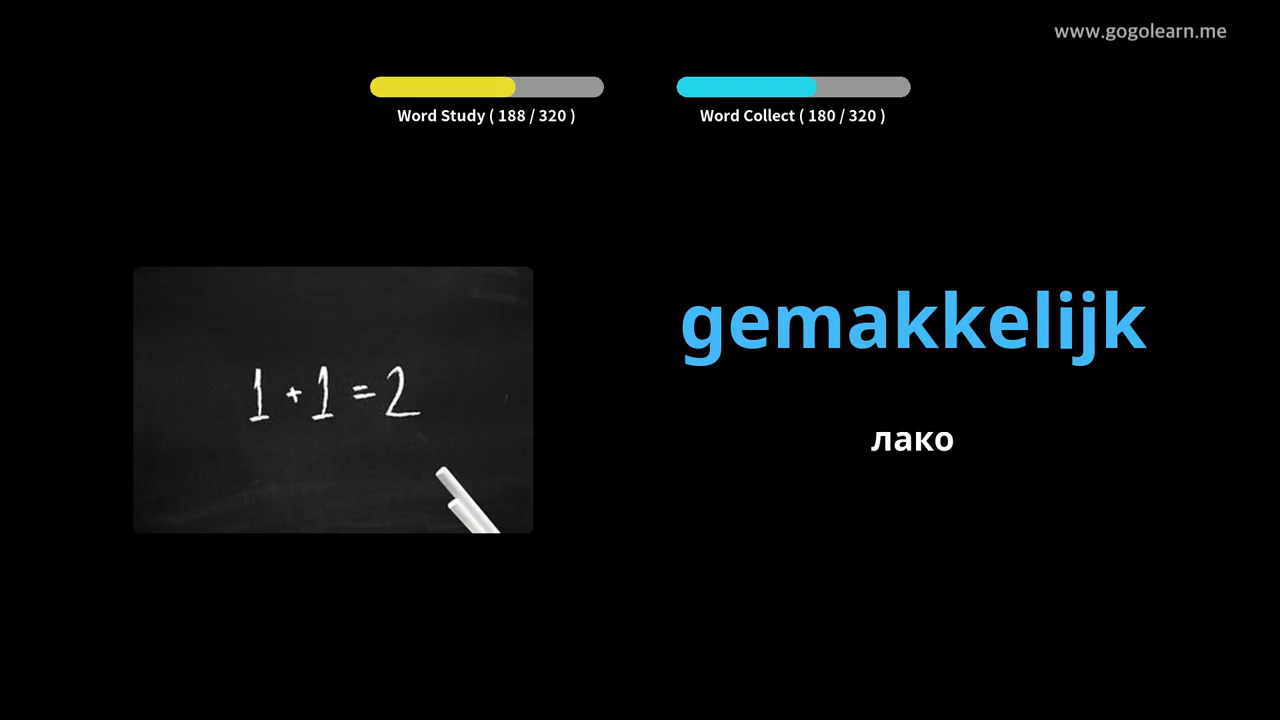 www.gogolearn.me
Word Study ( 188 / 320 )
Word Collect ( 180 / 320 )
1 + 1 = 2
gemakkelijk
лако